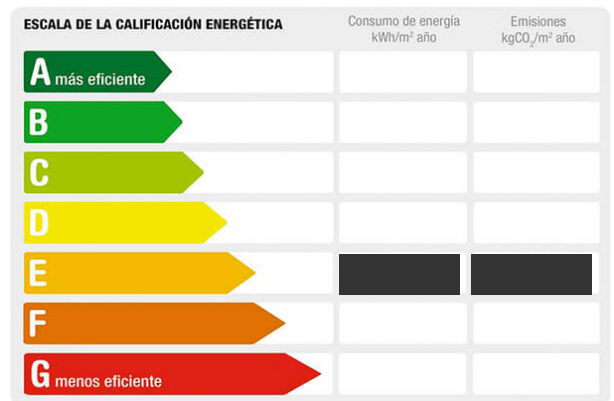 ESCALA DE LA CALIFICACIÓN ENERGÉTICA
Consumo de energía
kWh/m² año
Emisiones
kgCO₂/m² año
A más eficiente
B
C
D
E
F
G menos eficiente